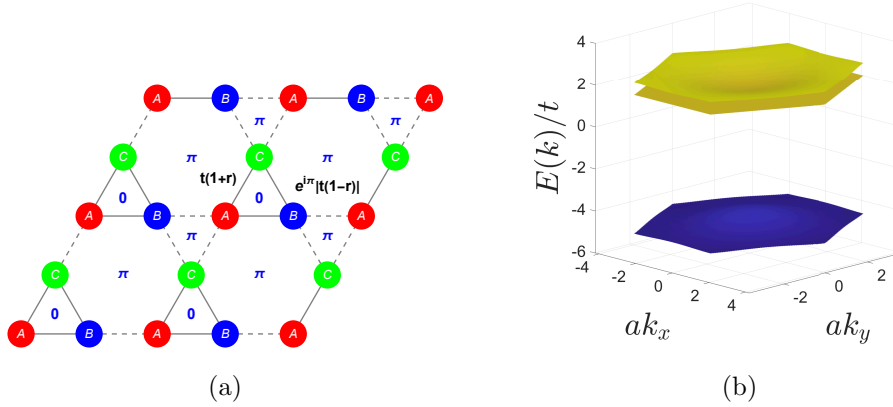 A B A B A
π π
C π C π C
t(1+r) e^{iπ}|t(1−r)|
0 0
A B A B A
π π
C π C π C
0 0
A B A B A
(a)
E(k)/t
4
2
0
-2
-4
-6
-4
-2
0
2
4
-2
0
2
ak_x
ak_y
(b)